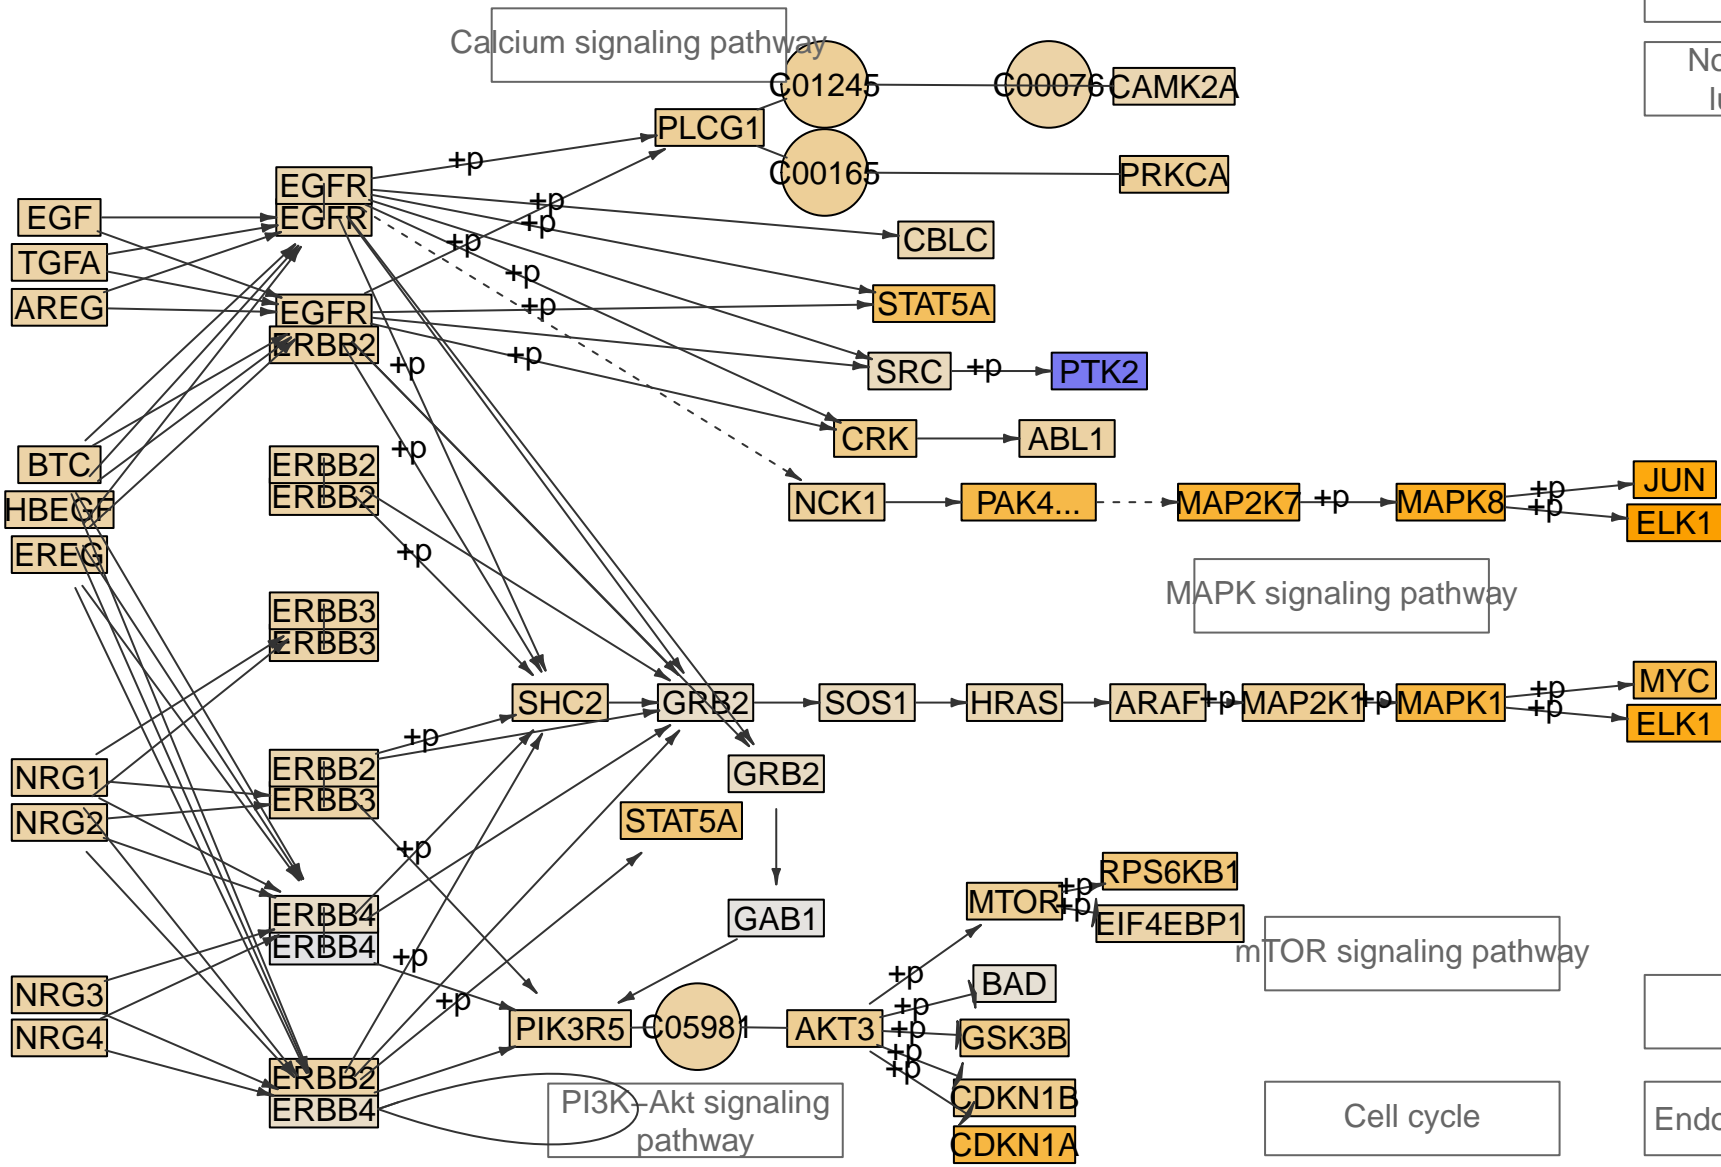 Calcium signaling pathway
C01245
C00076
CAMK2A
PLCG1
C00165
PRKCA
+p
EGFR
EGFR
EGF
+p
+p
CBLC
TGFA
+p
+p
AREG
EGFR
+p
STAT5A
ERBB2
+p
+p
SRC
+p
PTK2
CRK
ABL1
BTC
ERBB2
+p
ERBB2
HBEGF
NCK1
PAK4...
MAP2K7
+p
MAPK8
+p
+p
JUN
ELK1
EREG
+p
MAPK signaling pathway
ERBB3
ERBB3
SHC2
GRB2
SOS1
HRAS
ARAF
+p
MAP2K1
+p
MAPK1
+p
+p
MYC
ELK1
+p
NRG1
ERBB2
ERBB3
GRB2
NRG2
STAT5A
+p
ERBB4
ERBB4
GAB1
MTOR
+p
+p
RPS6KB1
EIF4EBP1
mTOR signaling pathway
+p
+p
BAD
NRG3
+p
+p
NRG4
PIK3R5
C05981
AKT3
+p
GSK3B
+p
+p
ERBB2
ERBB4
PI3K–Akt signaling
pathway
CDKN1B
CDKN1A
Cell cycle
No
Endo